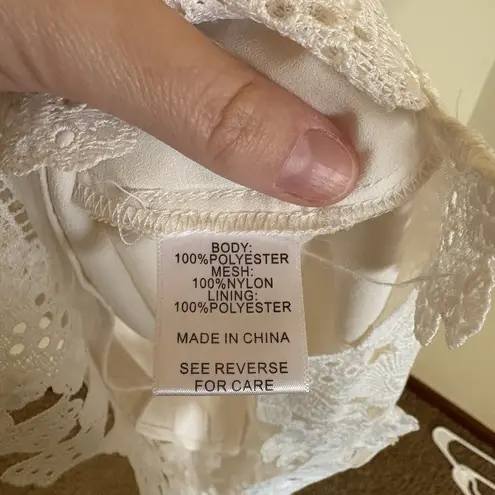 BODY:
100%POLYESTER
MESH:
100%NYLON
LINING:
100%POLYESTER
MADE IN CHINA
SEE REVERSE
FOR CARE